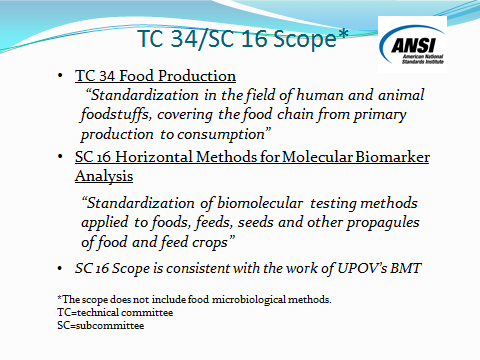 TC 34/SC 16 Scope*
ANSI
American National
Standards Institute
• TC 34 Food Production
“Standardization in the field of human and animal
foodstuffs, covering the food chain from primary
production to consumption”
• SC 16 Horizontal Methods for Molecular Biomarker
Analysis
“Standardization of biomolecular testing methods
applied to foods, feeds, seeds and other propagules
of food and feed crops”
• SC 16 Scope is consistent with the work of UPOV’s BMT
*The scope does not include food microbiological methods.
TC=technical committee
SC=subcommittee